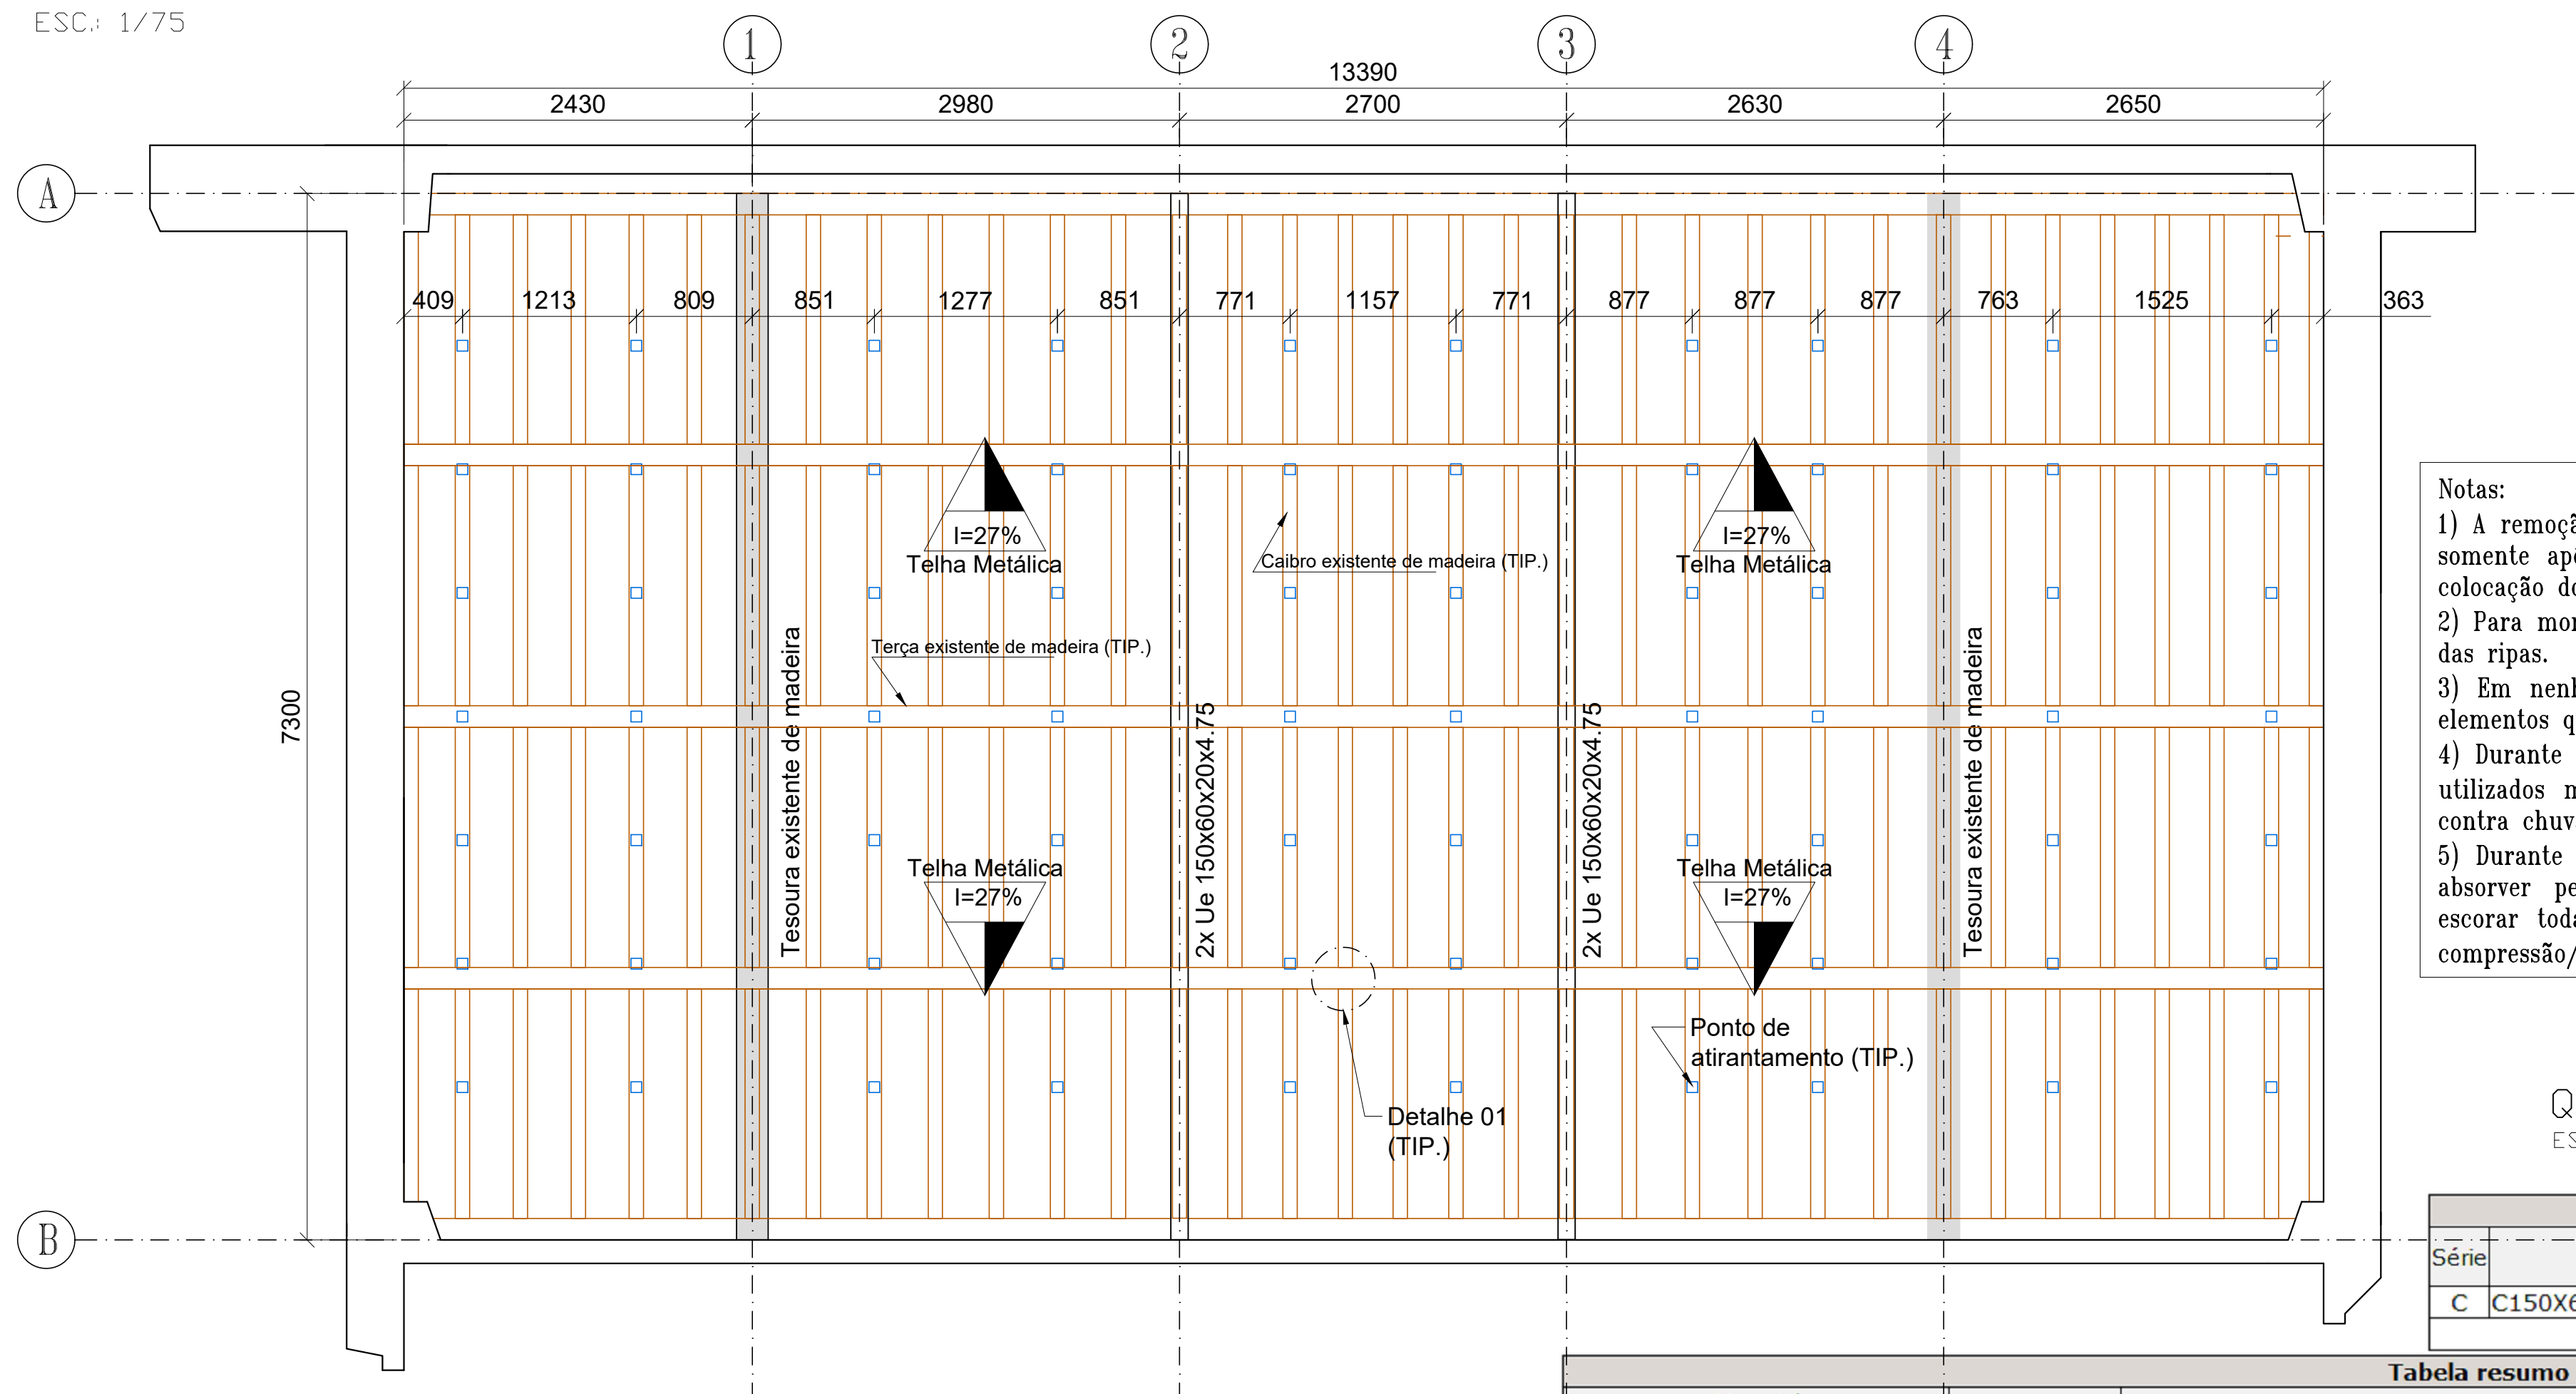 ESC.: 1/75
1
2
3
4
13390
2430
2980
2700
2630
2650
A
409
1213
809
851
1277
851
771
1157
771
877
877
877
763
1525
363
Notas:
1) A
somente
colocação
2) Para
das ripas.
3) Em
elementos
4) Durante
utilizados
contra
5) Durante
absorver
escorar
compressão/
I=27%
Telha Metálica
Caibro existente de madeira (TIP.)
I=27%
Telha Metálica
Terça existente de madeira (TIP.)
7300
Tesoura existente de madeira
2x Ue 150x60x20x4.75
2x Ue 150x60x20x4.75
Tesoura existente de madeira
Telha Metálica
I=27%
Telha Metálica
I=27%
Ponto de
atirantamento (TIP.)
Detalhe 01
(TIP.)
B
Série
C
Tabela resumo